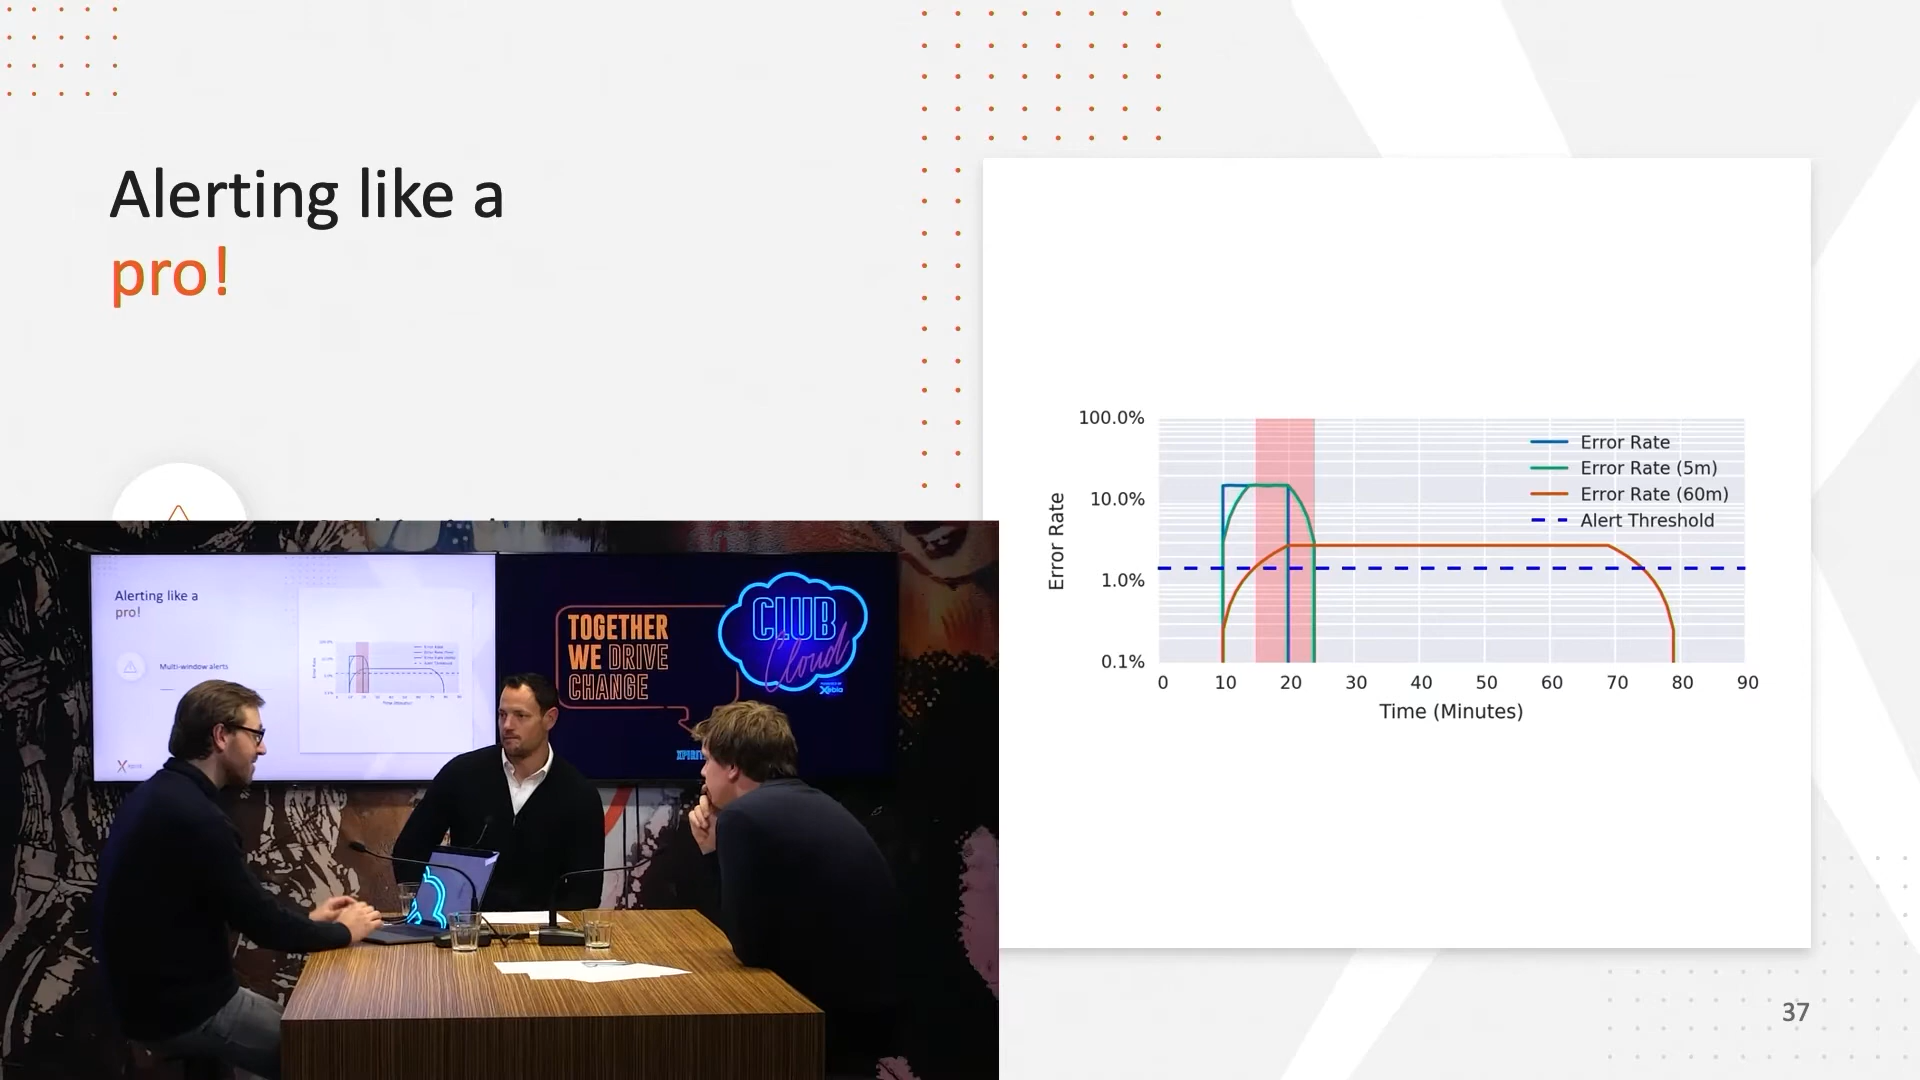 Alerting like a
pro!
100.0%
10.0%
1.0%
0.1%
Error Rate
Error Rate
Error Rate (5m)
Error Rate (60m)
Alert Threshold
0 10 20 30 40 50 60 70 80 90
Time (Minutes)
37
Alerting like a
pro!
Multi-window alerts
TOGETHER
WE DRIVE
CHANGE
CLUB
Cloud
Xebia